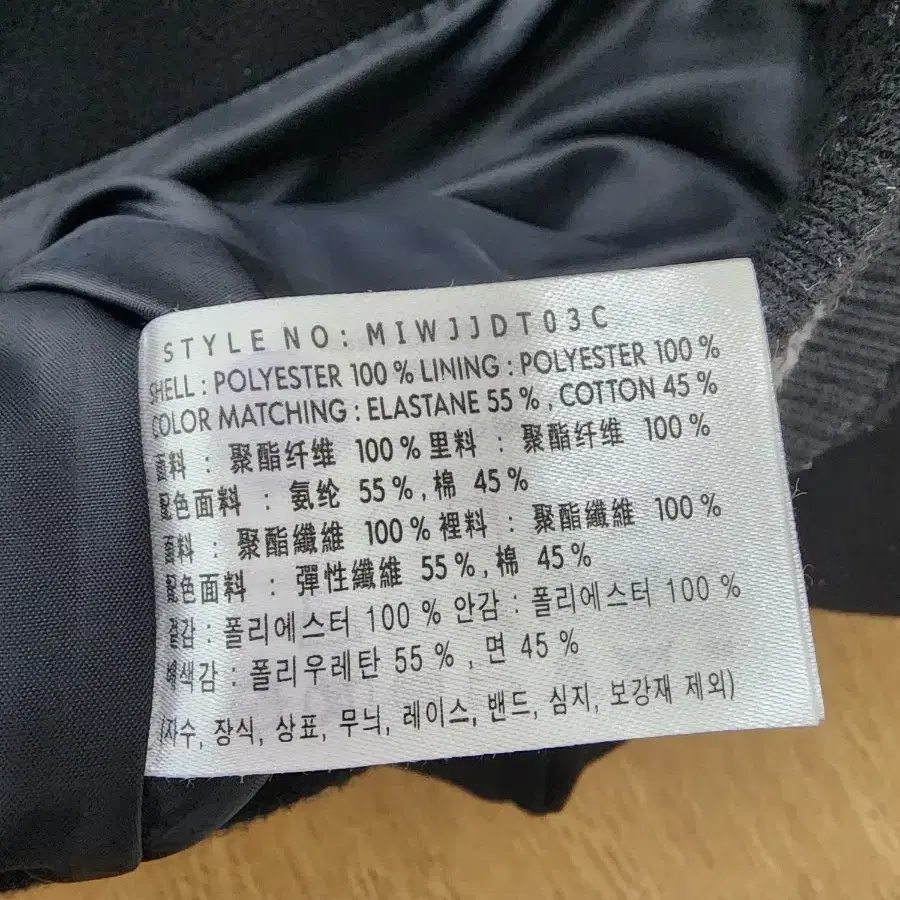 STYLE NO: MIWJJDT03C
SHELL : POLYESTER 100 % LINING : POLYESTER 100 %
COLOR MATCHING : ELASTANE 55 % , COTTON 45 %
面料 : 聚酯纤维 100 % 里料 : 聚酯纤维 100 %
配色面料 : 氨纶 55 % , 棉 45 %
面料 : 聚酯纖維 100 % 裡料 : 聚酯纖維 100 %
配色面料 : 彈性纖維 55 % , 棉 45 %
겉감 : 폴리에스터 100 % 안감 : 폴리에스터 100 %
배색감 : 폴리우레탄 55 % , 면 45 %
(자수, 장식, 상표, 무늬, 레이스, 밴드, 심지, 보강재 제외)